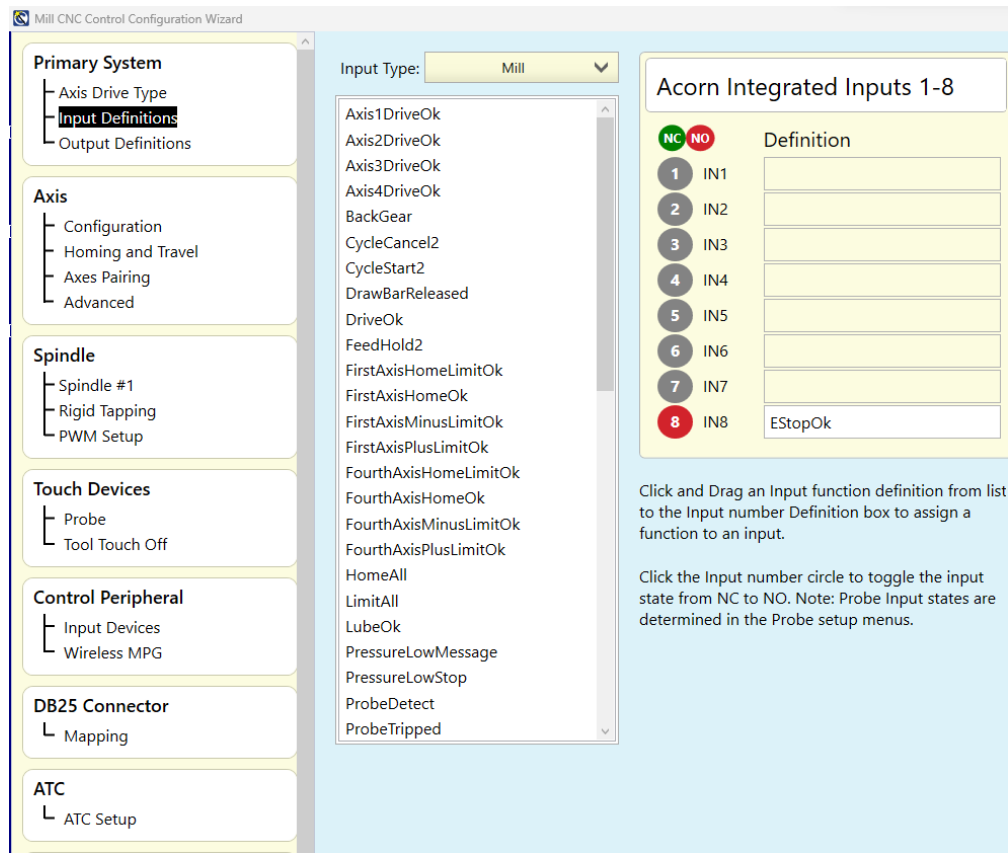 Mill CNC Control Configuration Wizard
Primary System
Axis Drive Type
Input Definitions
Output Definitions
Axis
Configuration
Homing and Travel
Axes Pairing
Advanced
Spindle
Spindle #1
Rigid Tapping
PWM Setup
Touch Devices
Probe
Tool Touch Off
Control Peripheral
Input Devices
Wireless MPG
DB25 Connector
Mapping
ATC
ATC Setup
Input Type: Mill
Axis1DriveOk
Axis2DriveOk
Axis3DriveOk
Axis4DriveOk
BackGear
CycleCancel2
CycleStart2
DrawBarReleased
DriveOk
FeedHold2
FirstAxisHomeLimitOk
FirstAxisHomeOk
FirstAxisMinusLimitOk
FirstAxisPlusLimitOk
FourthAxisHomeLimitOk
FourthAxisHomeOk
FourthAxisMinusLimitOk
FourthAxisPlusLimitOk
HomeAll
LimitAll
LubeOk
PressureLowMessage
PressureLowStop
ProbeDetect
ProbeTripped
Acorn Integrated Inputs 1-8
NC NO Definition
1 IN1
2 IN2
3 IN3
4 IN4
5 IN5
6 IN6
7 IN7
8 IN8 EStopOk
Click and Drag an Input function definition from list
to the Input number Definition box to assign a
function to an input.
Click the Input number circle to toggle the input
state from NC to NO. Note: Probe Input states are
determined in the Probe setup menus.